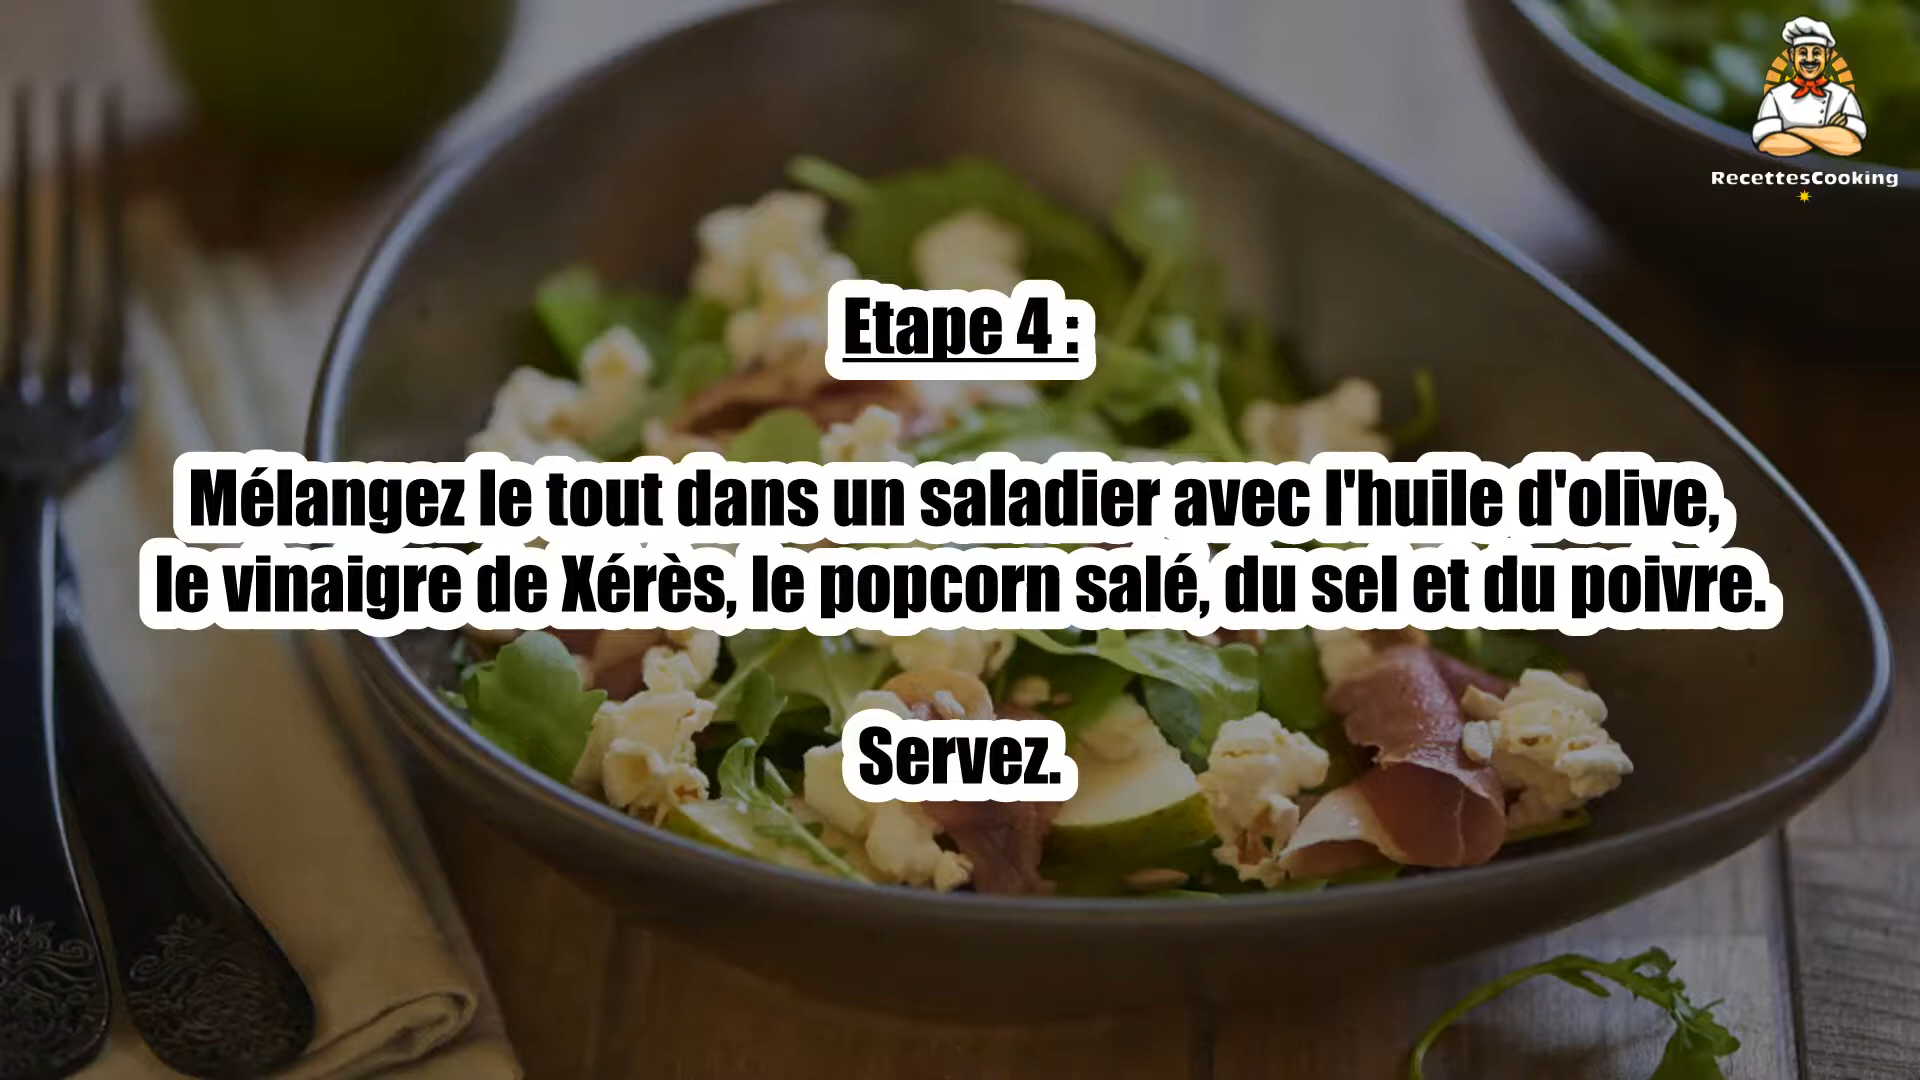 RecettesCooking
Etape 4 :
Mélangez le tout dans un saladier avec l'huile d'olive,
le vinaigre de Xérès, le popcorn salé, du sel et du poivre.
Servez.